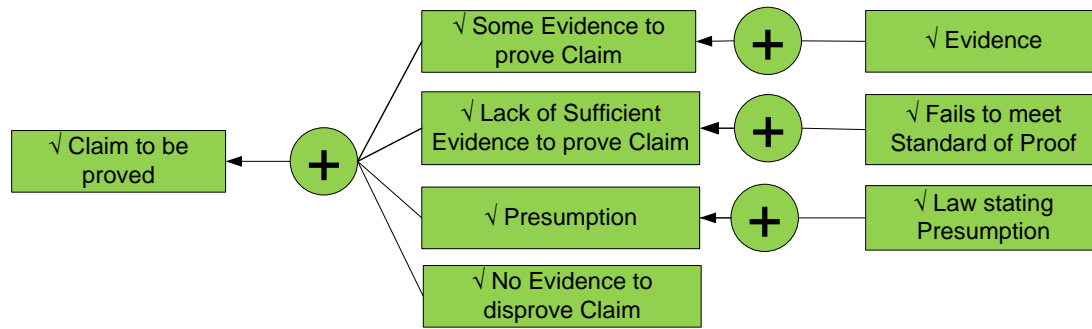 √ Some Evidence to
prove Claim
+
√ Evidence
√ Lack of Sufficient
Evidence to prove Claim
+
√ Fails to meet
Standard of Proof
√ Claim to be
proved
+
√ Presumption
+
√ Law stating
Presumption
√ No Evidence to
disprove Claim